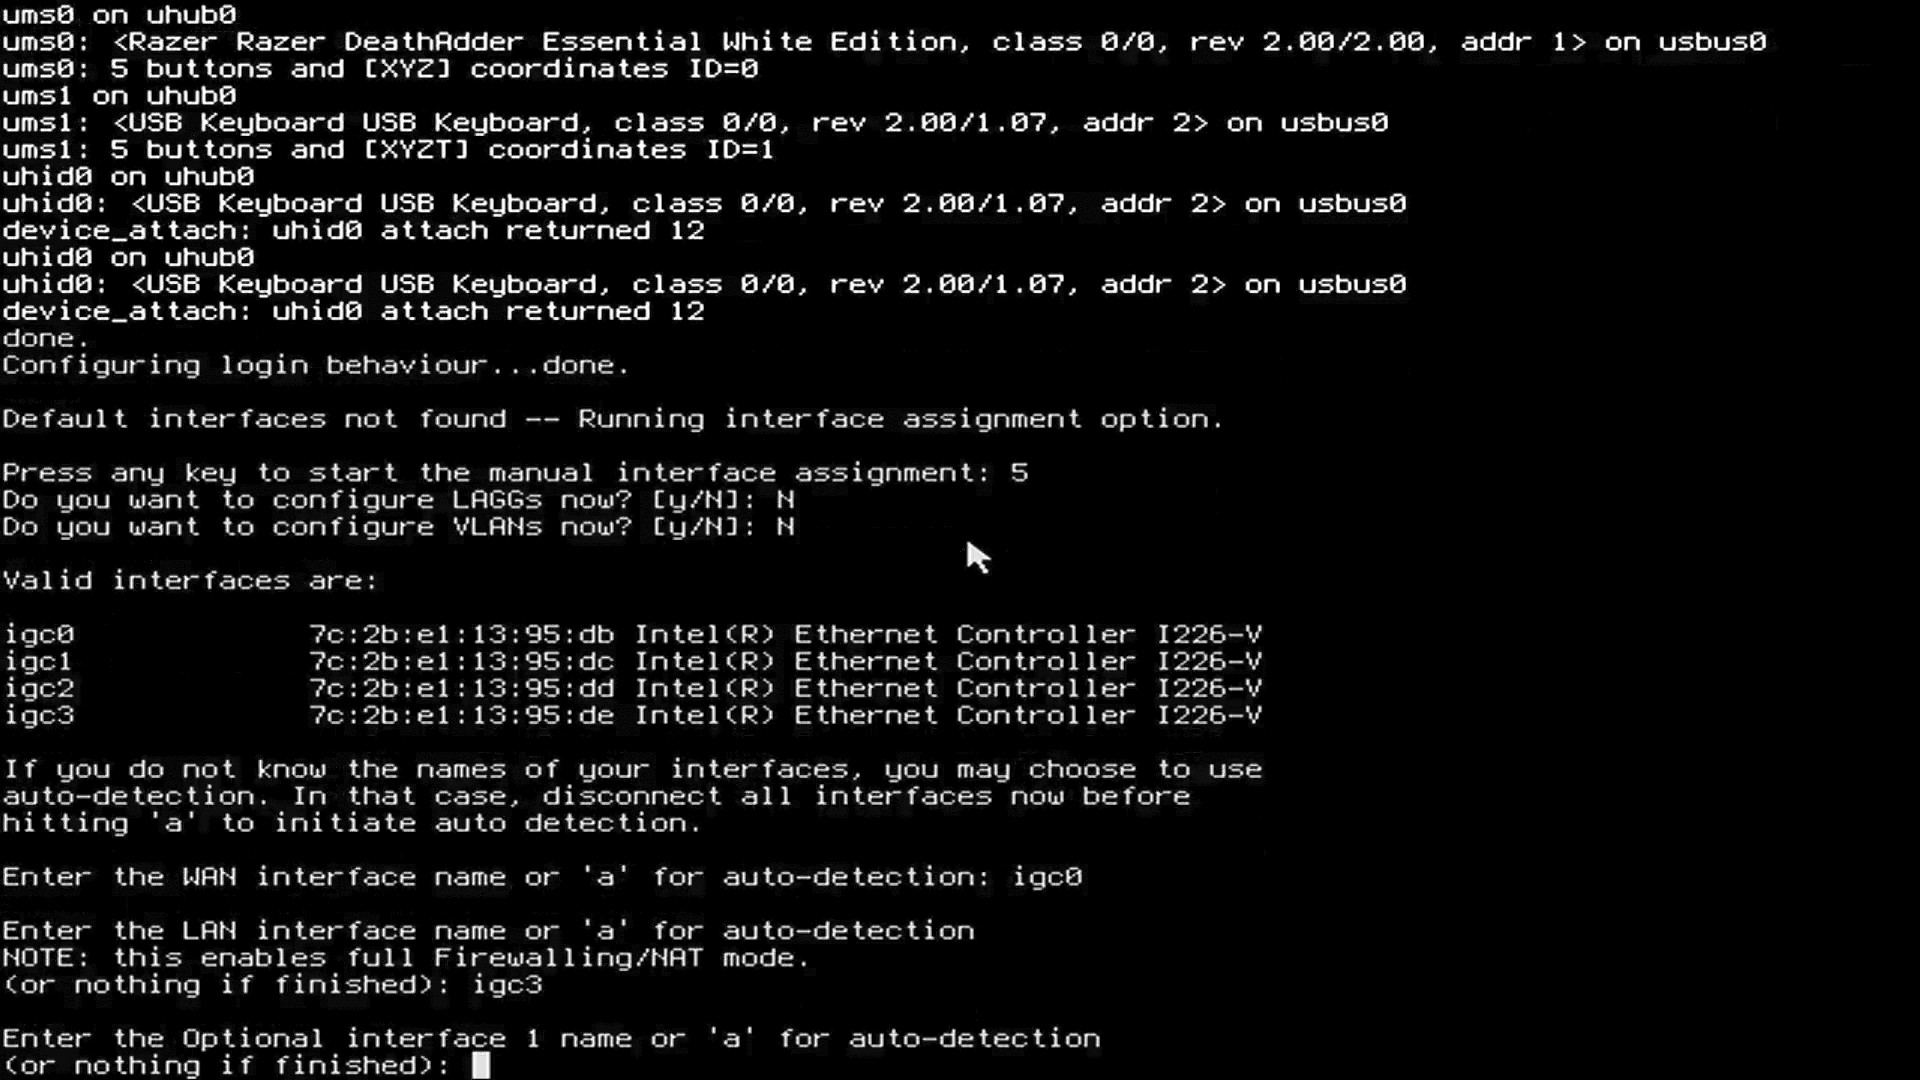 ums0 on uhub0
ums0: <Razer Razer DeathAdder Essential White Edition, class 0/0, rev 2.00/2.00, addr 1> on usbus0
ums0: 5 buttons and [XYZ] coordinates ID=0
ums1 on uhub0
ums1: <USB Keyboard USB Keyboard, class 0/0, rev 2.00/1.07, addr 2> on usbus0
ums1: 5 buttons and [XYZT] coordinates ID=1
uhid0 on uhub0
uhid0: <USB Keyboard USB Keyboard, class 0/0, rev 2.00/1.07, addr 2> on usbus0
device_attach: uhid0 attach returned 12
uhid0 on uhub0
uhid0: <USB Keyboard USB Keyboard, class 0/0, rev 2.00/1.07, addr 2> on usbus0
device_attach: uhid0 attach returned 12
done.
Configuring login behaviour...done.
Default interfaces not found -- Running interface assignment option.
Press any key to start the manual interface assignment: 5
Do you want to configure LAGGs now? [y/N]: N
Do you want to configure VLANs now? [y/N]: N
Valid interfaces are:
igc0 7c:2b:e1:13:95:db Intel(R) Ethernet Controller I226-V
igc1 7c:2b:e1:13:95:dc Intel(R) Ethernet Controller I226-V
igc2 7c:2b:e1:13:95:dd Intel(R) Ethernet Controller I226-V
igc3 7c:2b:e1:13:95:de Intel(R) Ethernet Controller I226-V
If you do not know the names of your interfaces, you may choose to use
auto-detection. In that case, disconnect all interfaces now before
hitting 'a' to initiate auto detection.
Enter the WAN interface name or 'a' for auto-detection: igc0
Enter the LAN interface name or 'a' for auto-detection
NOTE: this enables full Firewalling/NAT mode.
(or nothing if finished): igc3
Enter the Optional interface 1 name or 'a' for auto-detection
(or nothing if finished):